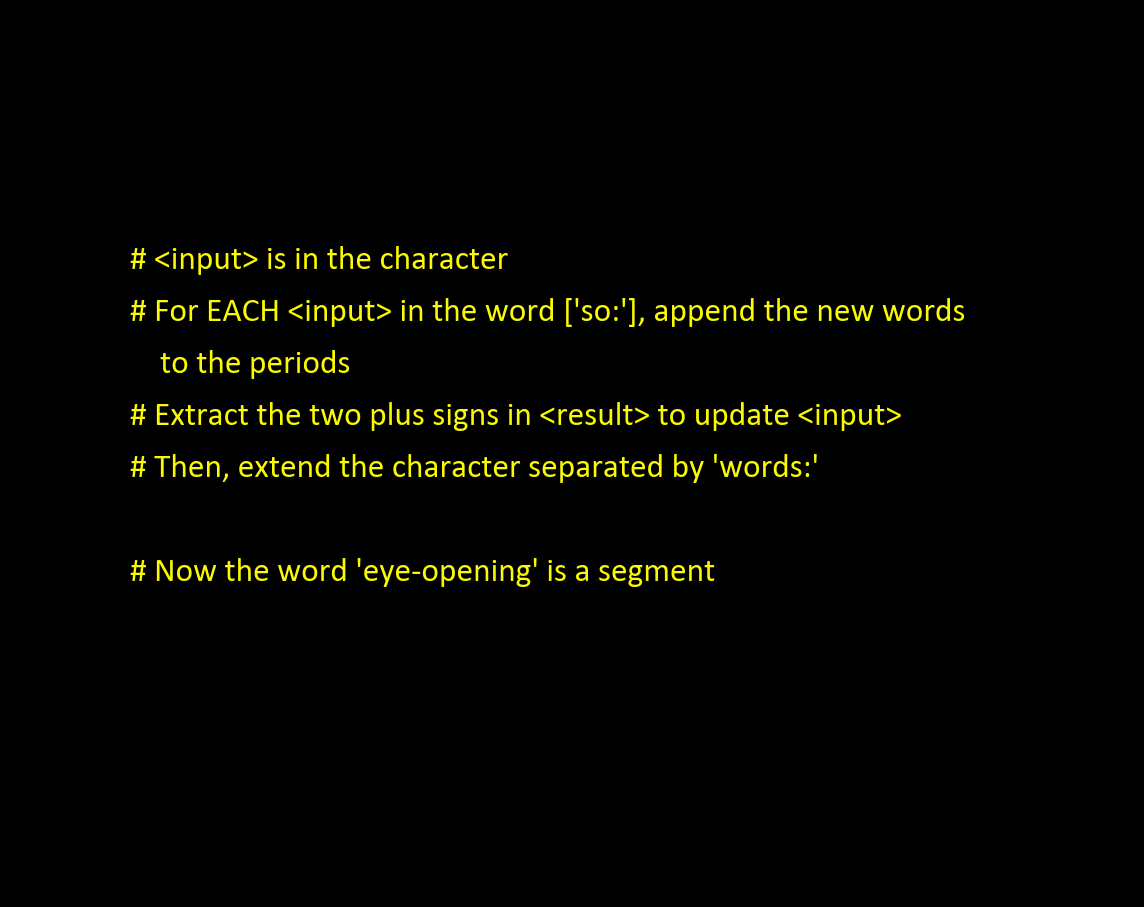 # <input> is in the character
# For EACH <input> in the word ['so:'], append the new words
to the periods
# Extract the two plus signs in <result> to update <input>
# Then, extend the character separated by 'words:'
# Now the word 'eye-opening' is a segment